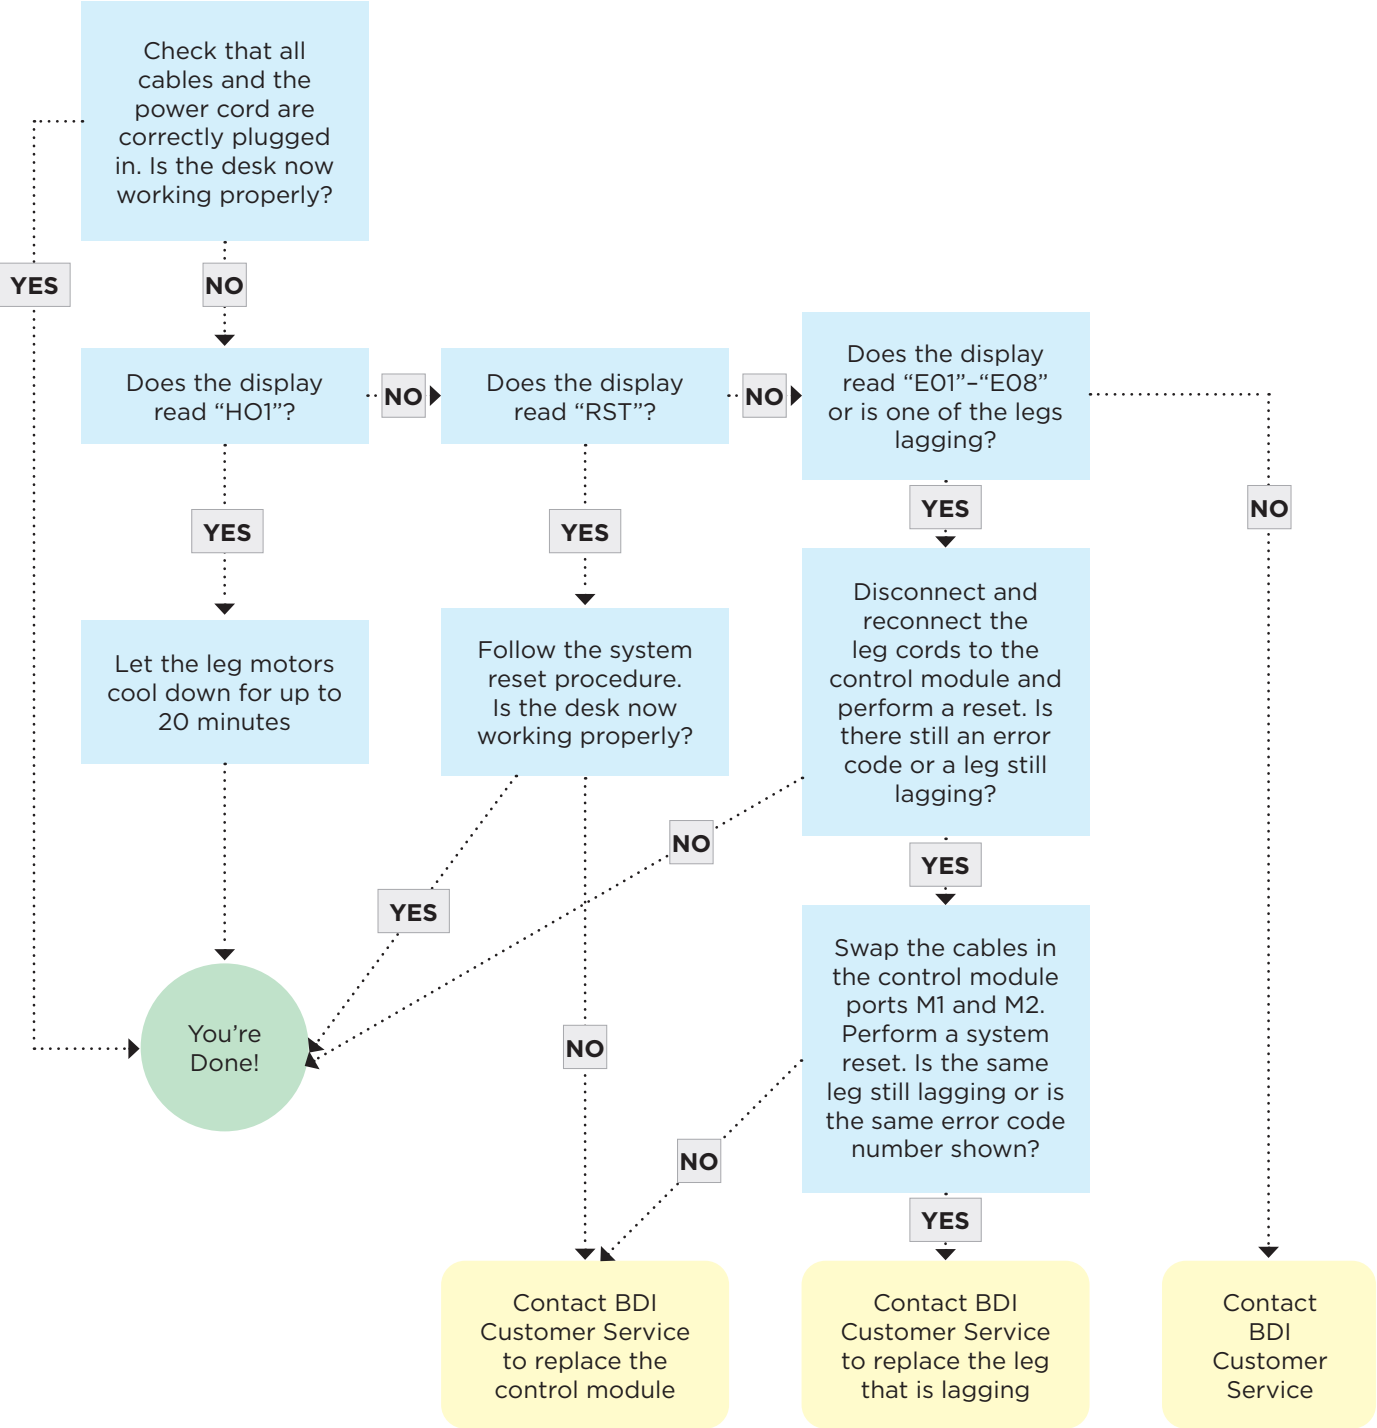 Check that all
cables and the
power cord are
correctly plugged
in. Is the desk now
working properly?
YES
NO
Does the display
read “HO1”?
NO
Does the display
read “RST”?
NO
Does the display
read “E01”–“E08”
or is one of the legs
lagging?
YES
YES
YES
NO
Let the leg motors
cool down for up to
20 minutes
Follow the system
reset procedure.
Is the desk now
working properly?
Disconnect and
reconnect the
leg cords to the
control module and
perform a reset. Is
there still an error
code or a leg still
lagging?
NO
YES
YES
Swap the cables in
the control module
ports M1 and M2.
Perform a system
reset. Is the same
leg still lagging or is
the same error code
number shown?
You’re
Done!
NO
NO
YES
Contact BDI
Customer Service
to replace the
control module
Contact BDI
Customer Service
to replace the leg
that is lagging
Contact
BDI
Customer
Service